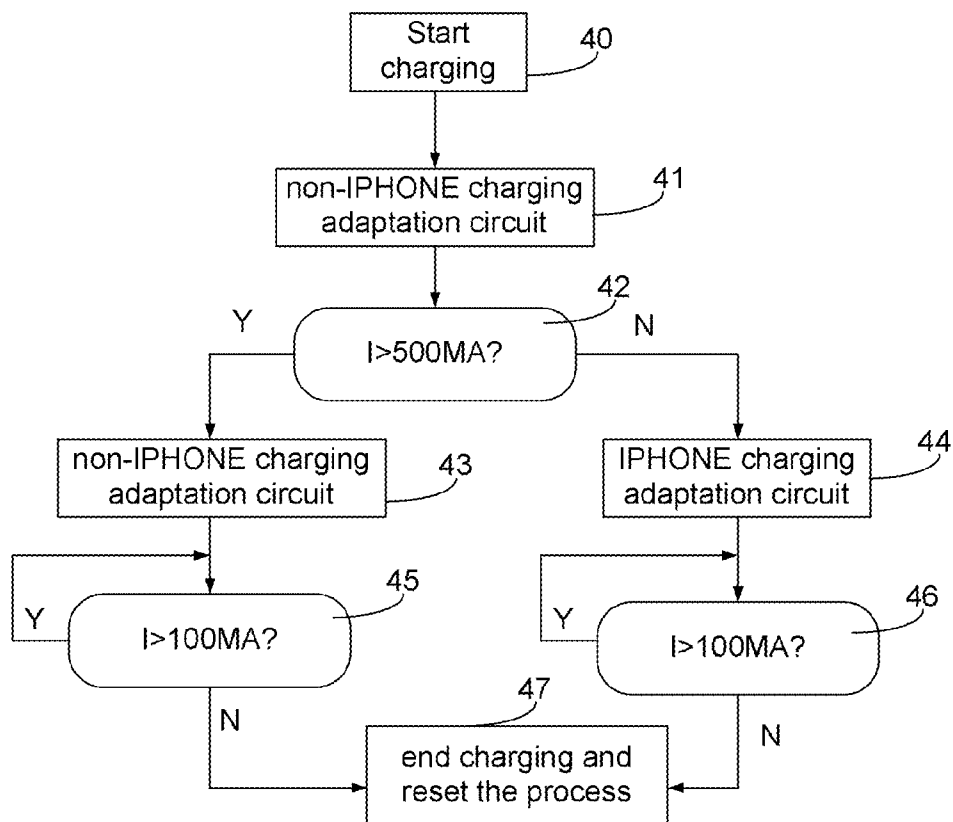 Start
charging
40
non-IPHONE charging
adaptation circuit
41
42
Y
N
I>500MA?
non-IPHONE charging
adaptation circuit
43
IPHONE charging
adaptation circuit
44
45
Y
I>100MA?
46
Y
I>100MA?
N
47
N
end charging and
reset the process